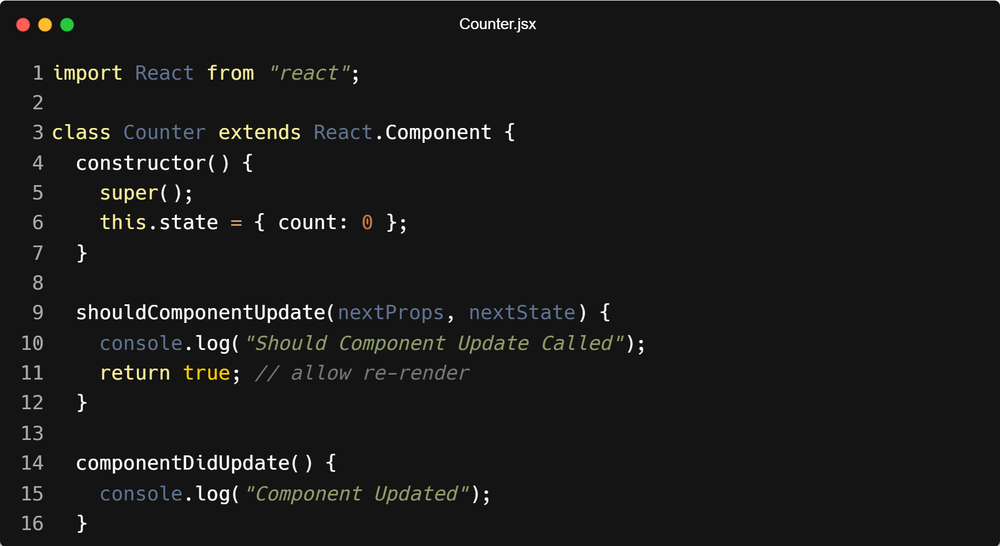 Counter.jsx
1 import React from "react";
2
3 class Counter extends React.Component {
4   constructor() {
5     super();
6     this.state = { count: 0 };
7   }
8
9   shouldComponentUpdate(nextProps, nextState) {
10     console.log("Should Component Update Called");
11     return true; // allow re-render
12   }
13
14   componentDidUpdate() {
15     console.log("Component Updated");
16   }